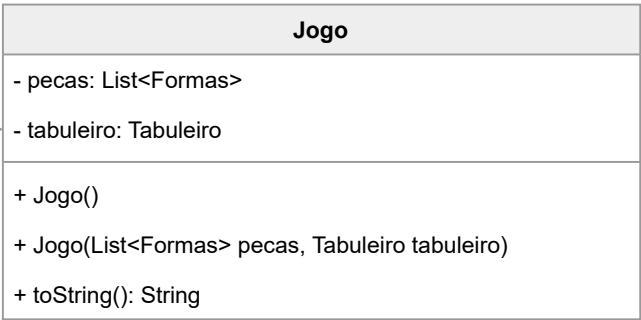 Jogo
- pecas: List<Formas>
- tabuleiro: Tabuleiro
+ Jogo()
+ Jogo(List<Formas> pecas, Tabuleiro tabuleiro)
+ toString(): String